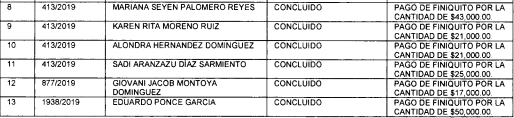 8 413/2019 MARIANA SEYEN PALOMERO REYES CONCLUIDO PAGO DE FINIQUITO POR LA
CANTIDAD DE $43,000.00.
9 413/2019 KAREN RITA MORENO RUIZ CONCLUIDO PAGO DE FINIQUITO POR LA
CANTIDAD DE $21,000.00.
10 413/2019 ALONDRA HERNANDEZ DOMINGUEZ CONCLUIDO PAGO DE FINIQUITO POR LA
CANTIDAD DE $21,000.00.
11 413/2019 SADI ARANZAZU DÍAZ SARMIENTO CONCLUIDO PAGO DE FINIQUITO POR LA
CANTIDAD DE $25,000.00.
12 877/2019 GIOVANI JACOB MONTOYA CONCLUIDO PAGO DE FINIQUITO POR LA
DOMINGUEZ CANTIDAD DE $17,000.00.
13 1938/2019 EDUARDO PONCE GARCIA CONCLUIDO PAGO DE FINIQUITO POR LA
CANTIDAD DE $50,000.00.